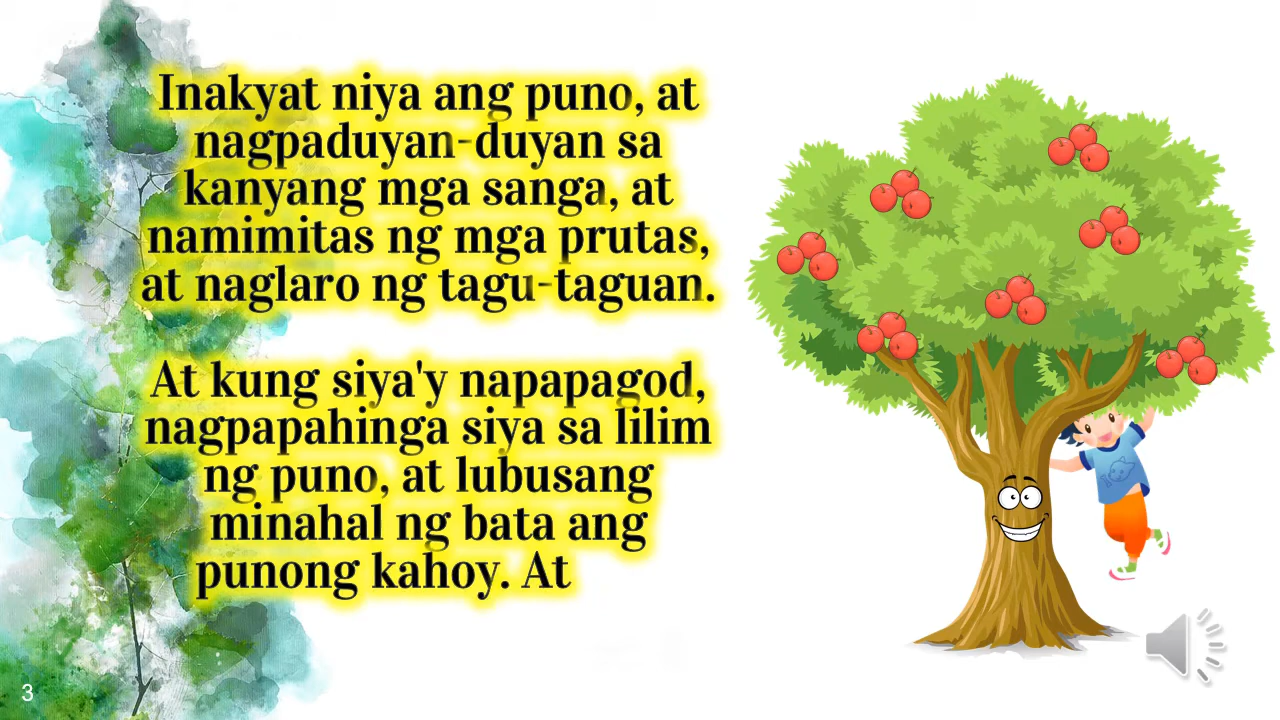 Inakyat niya ang puno, at
nagpaduyan-duyan sa
kanyang mga sanga, at
namimitas ng mga prutas,
at naglaro ng tagu-taguan.
At kung siya'y napapagod,
nagpapahinga siya sa lilim
ng puno, at lubusang
minahal ng bata ang
punong kahoy. At
3